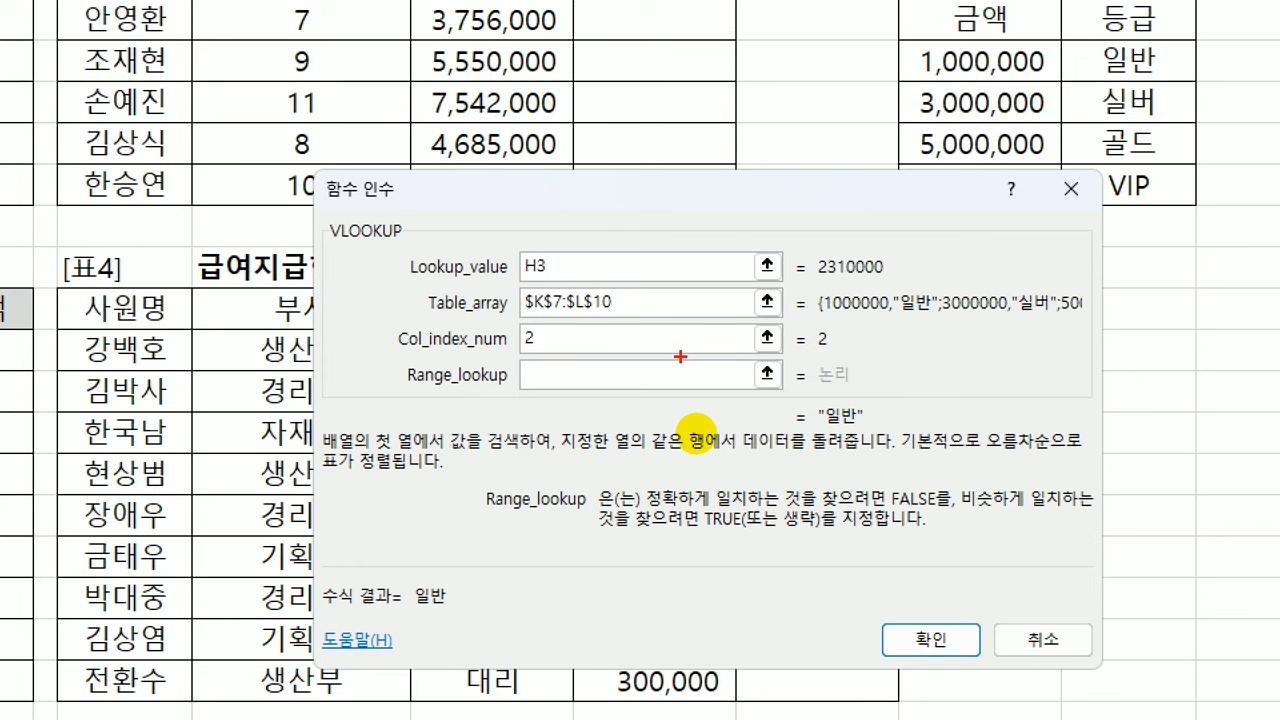 안영환 7 3,756,000 금액 등급
조재현 9 5,550,000 1,000,000 일반
손예진 11 7,542,000 3,000,000 실버
김상식 8 4,685,000 5,000,000 골드
한승연 10 VIP
함수 인수 ?
VLOOKUP
Lookup_value H3 = 2310000
Table_array $K$7:$L$10 = {1000000,"일반";3000000,"실버";500
Col_index_num 2 = 2
Range_lookup = 논리
= "일반"
배열의 첫 열에서 값을 검색하여, 지정한 열의 같은 행에서 데이터를 돌려줍니다. 기본적으로 오름차순으로
표가 정렬됩니다.
Range_lookup 은(는) 정확하게 일치하는 것을 찾으려면 FALSE를, 비슷하게 일치하는
것을 찾으려면 TRUE(또는 생략)를 지정합니다.
수식 결과= 일반
도움말(H) 확인 취소
[표4] 급여지급
사원명 부서
강백호 생산
김박사 경리
한국남 자재
현상범 생산
장애우 경리
금태우 기획
박대중 경리
김상염 기획
전환수 생산부 대리 300,000